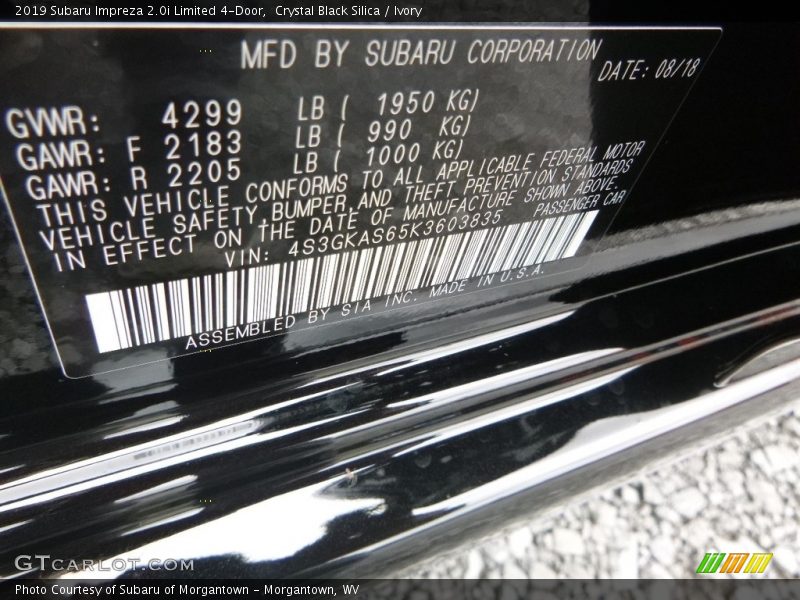 2019 Subaru Impreza 2.0i Limited 4-Door,  Crystal Black Silica / Ivory
MFD BY SUBARU CORPORATION
DATE: 08/18
GVWR: 4299 LB ( 1950 KG)
GAWR: F 2183 LB ( 990 KG)
GAWR: R 2205 LB ( 1000 KG)
THIS VEHICLE CONFORMS TO ALL APPLICABLE FEDERAL MOTOR
VEHICLE SAFETY,BUMPER,AND THEFT PREVENTION STANDARDS
IN EFFECT ON THE DATE OF MANUFACTURE SHOWN ABOVE.
VIN: 4S3GKAS65K3603835 PASSENGER CAR
ASSEMBLED BY SIA INC. MADE IN U.S.A.
GTCARLOT.COM
Photo Courtesy of Subaru of Morgantown - Morgantown, WV